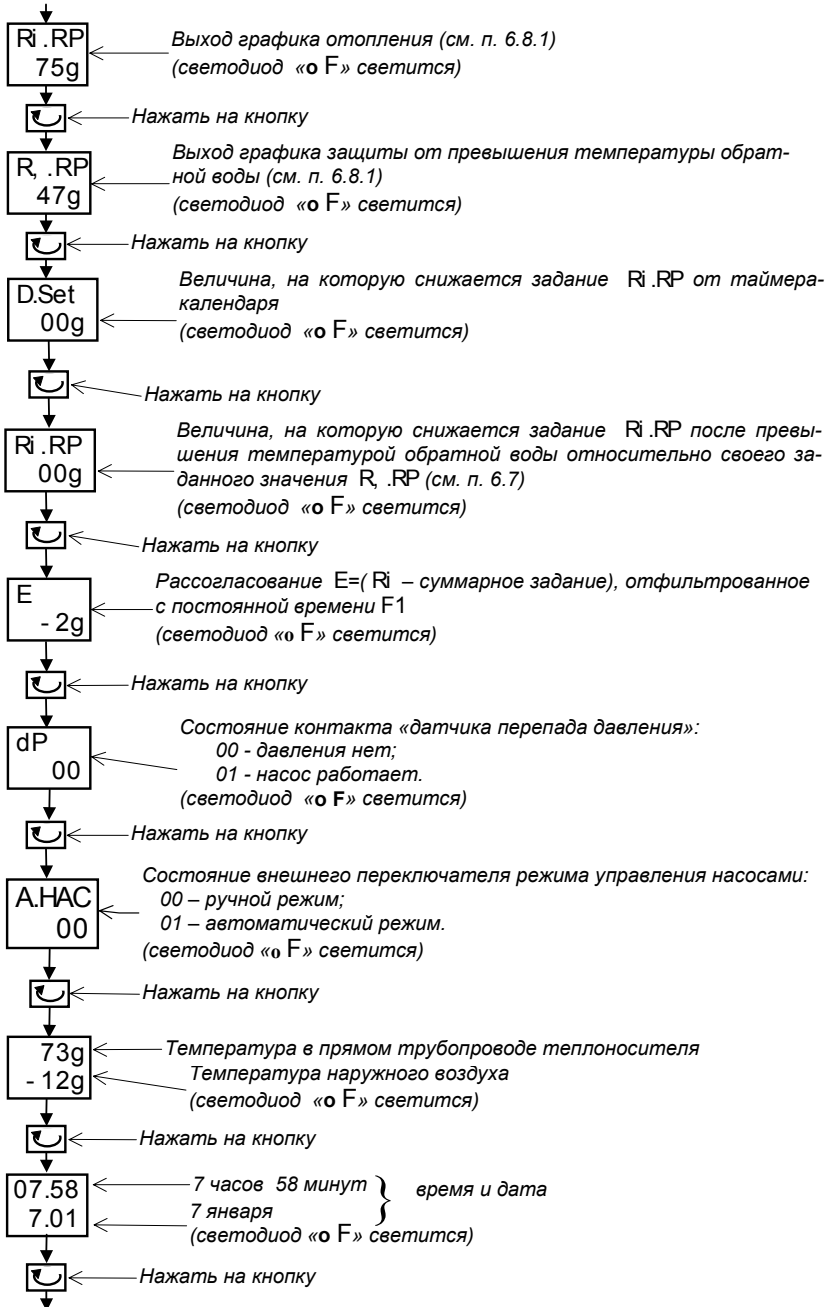 Ri.RP
75g
Выход графика отопления (см. п. 6.8.1)
(светодиод «о F» светится)
Нажать на кнопку
R, .RP
47g
Выход графика защиты от превышения температуры обрат-
ной воды (см. п. 6.8.1)
(светодиод «о F» светится)
Нажать на кнопку
D.Set
00g
Величина, на которую снижается задание Ri.RP от таймера-
календаря
(светодиод «о F» светится)
Нажать на кнопку
Ri.RP
00g
Величина, на которую снижается задание Ri.RP после превы-
шения температурой обратной воды относительно своего за-
данного значения R, .RP (см. п. 6.7)
(светодиод «о F» светится)
Нажать на кнопку
E
- 2g
Рассогласование E=( Ri – суммарное задание), отфильтрованное
с постоянной времени F1
(светодиод «о F» светится)
Нажать на кнопку
dP
00
Состояние контакта «датчика перепада давления»:
00 - давления нет;
01 - насос работает.
(светодиод «о F» светится)
Нажать на кнопку
A.HAC
00
Состояние внешнего переключателя режима управления насосами:
00 – ручной режим;
01 – автоматический режим.
(светодиод «о F» светится)
Нажать на кнопку
73g
- 12g
Температура в прямом трубопроводе теплоносителя
Температура наружного воздуха
(светодиод «о F» светится)
Нажать на кнопку
07.58
7.01
7 часов 58 минут
7 января
} время и дата
(светодиод «о F» светится)
Нажать на кнопку